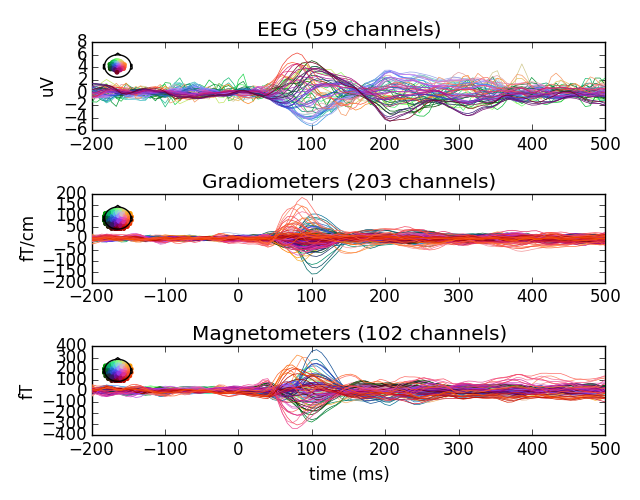 EEG (59 channels)
uV
8
6
4
2
0
−2
−4
−6
−200 −100 0 100 200 300 400 500
Gradiometers (203 channels)
fT/cm
200
150
100
50
0
−50
−100
−150
−200
−200 −100 0 100 200 300 400 500
Magnetometers (102 channels)
fT
400
300
200
100
0
−100
−200
−300
−400
−200 −100 0 100 200 300 400 500
time (ms)